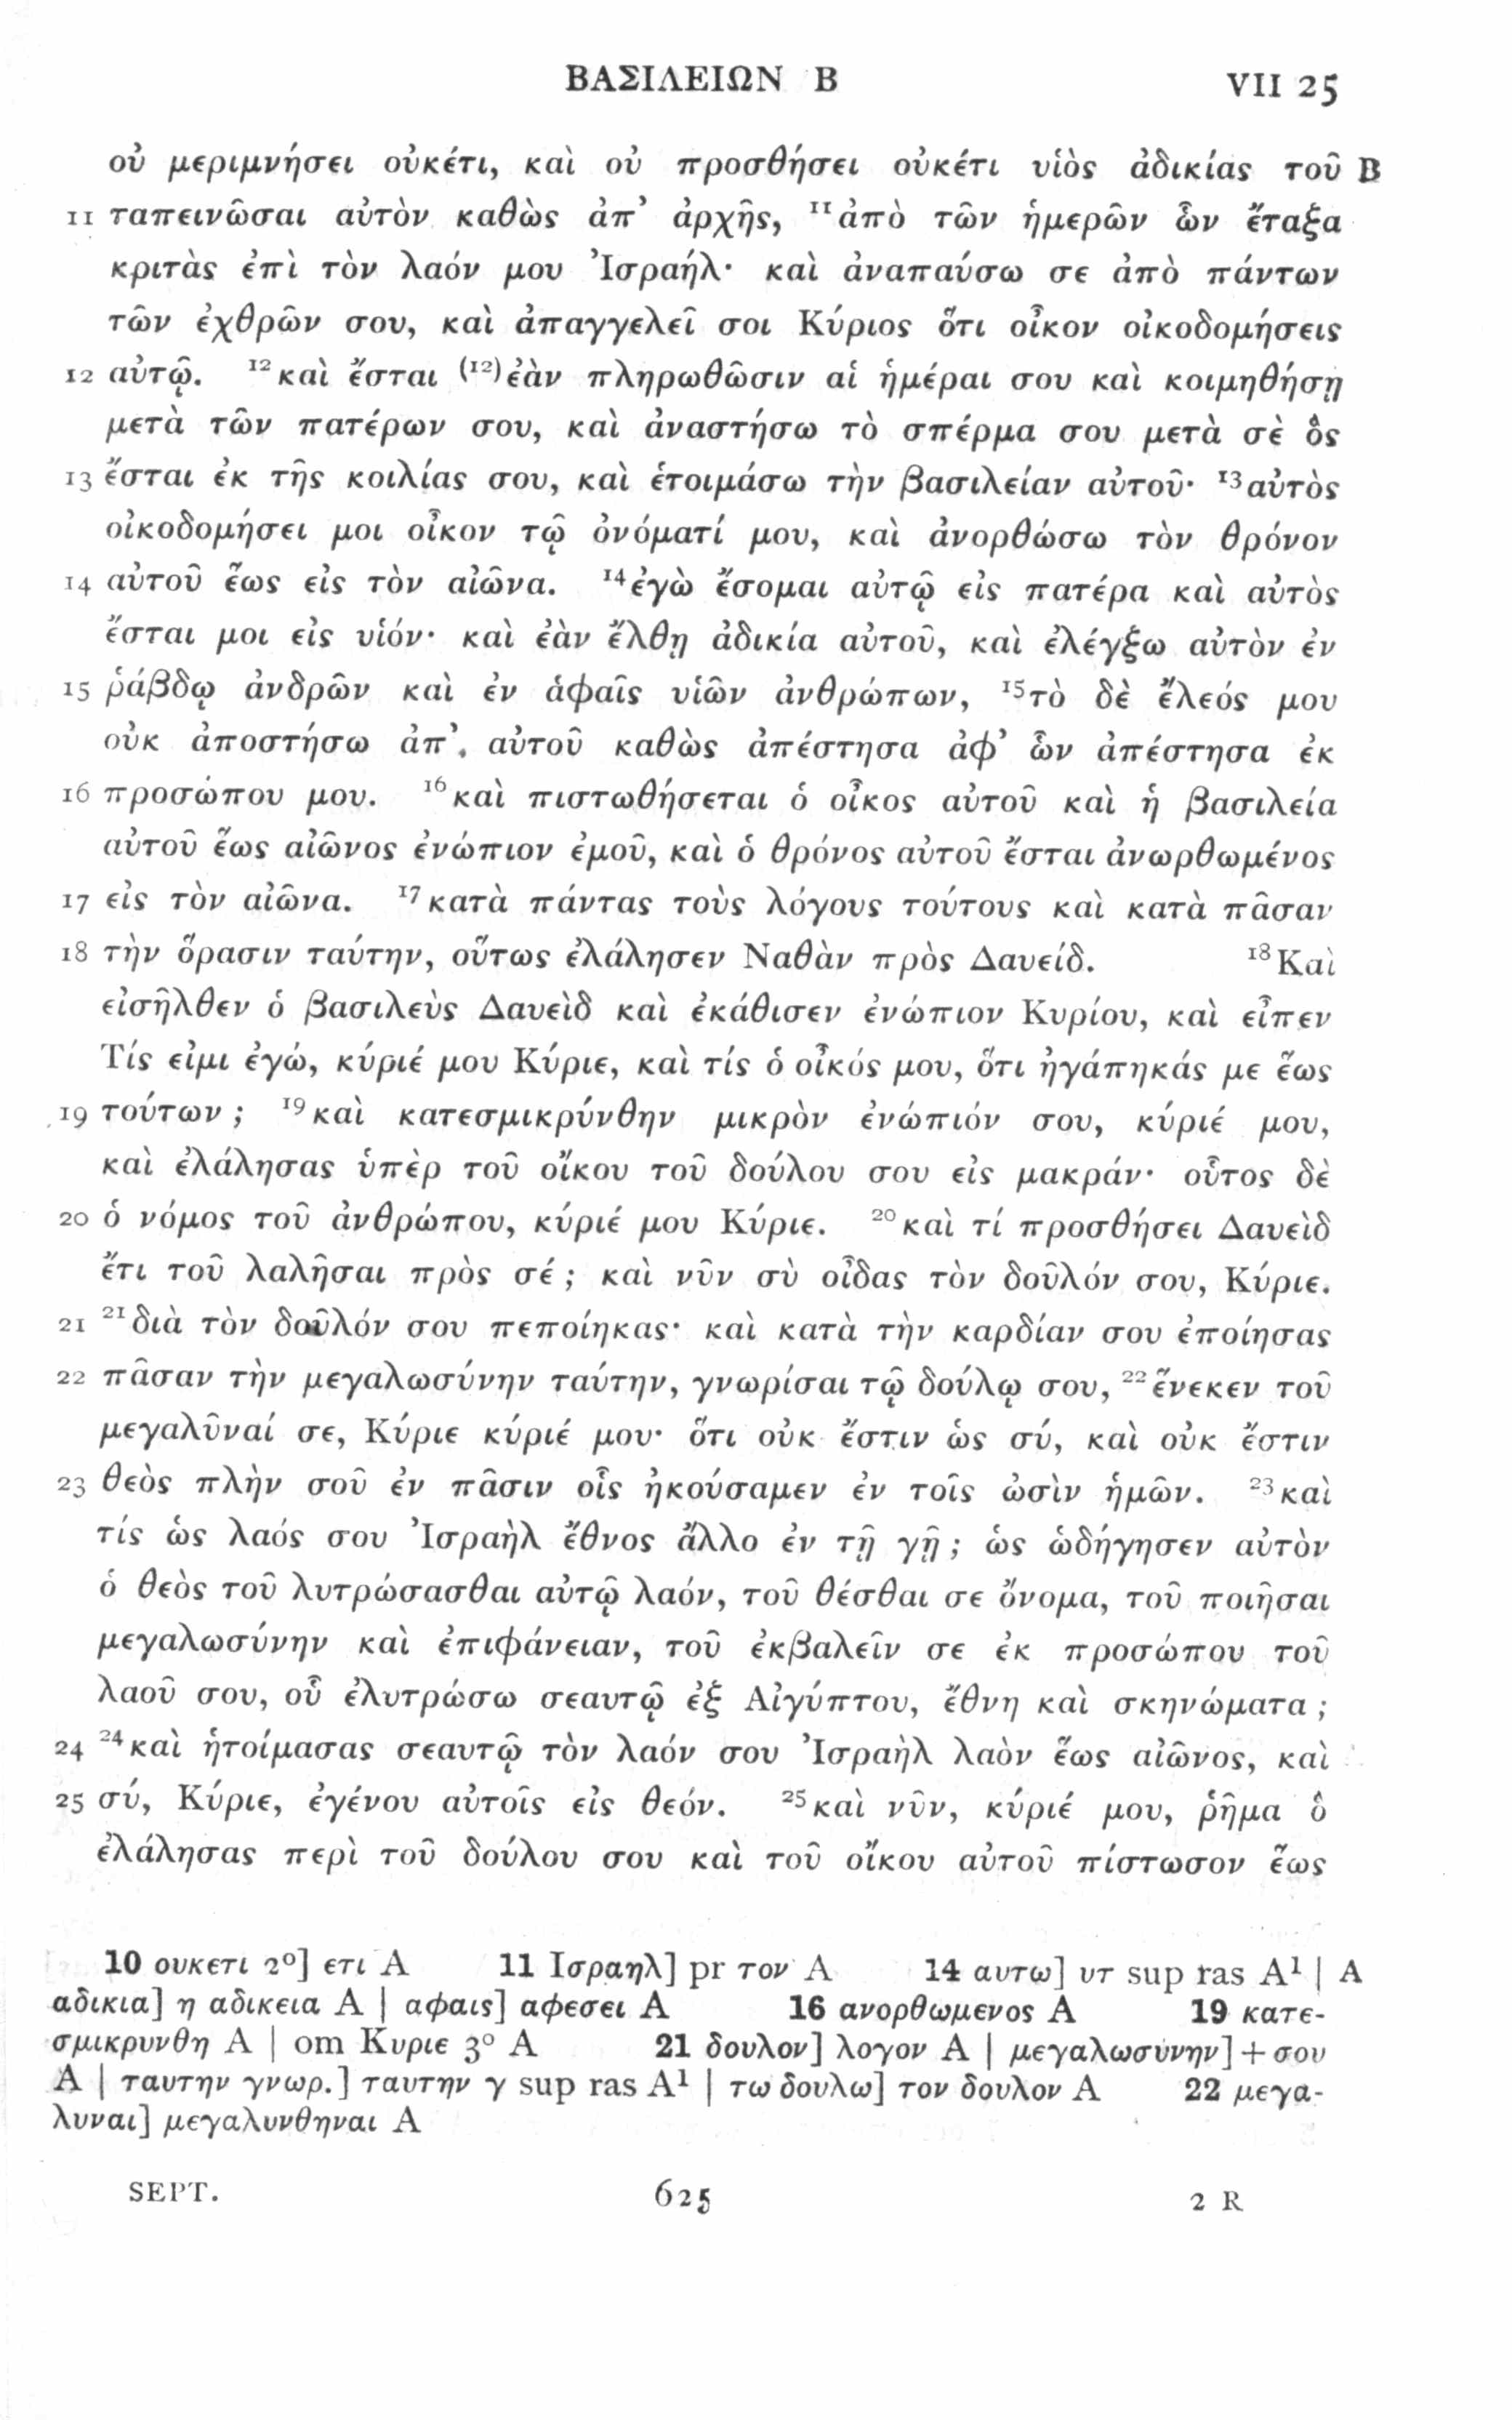 ΒΑΣΙΛΕΙΩΝ Β VII 25
οὐ μεριμνήσει οὐκέτι, καὶ οὐ προσθήσει οὐκέτι υἱὸς ἀδικίας τοῦ B
11 ταπεινῶσαι αὐτὸν καθὼς ἀπ᾽ ἀρχῆς, ¹¹ἀπὸ τῶν ἡμερῶν ὧν ἔταξα
κριτὰς ἐπὶ τὸν λαόν μου Ἰσραήλ· καὶ ἀναπαύσω σε ἀπὸ πάντων
τῶν ἐχθρῶν σου, καὶ ἀπαγγελεῖ σοι Κύριος ὅτι οἶκον οἰκοδομήσεις
12 αὐτῷ. ¹²καὶ ἔσται ⁽¹²⁾ἐὰν πληρωθῶσιν αἱ ἡμέραι σου καὶ κοιμηθήσῃ
μετὰ τῶν πατέρων σου, καὶ ἀναστήσω τὸ σπέρμα σου μετὰ σὲ ὃς
13 ἔσται ἐκ τῆς κοιλίας σου, καὶ ἑτοιμάσω τὴν βασιλείαν αὐτοῦ· ¹³αὐτὸς
οἰκοδομήσει μοι οἶκον τῷ ὀνόματί μου, καὶ ἀνορθώσω τὸν θρόνον
14 αὐτοῦ ἕως εἰς τὸν αἰῶνα. ¹⁴ἐγὼ ἔσομαι αὐτῷ εἰς πατέρα καὶ αὐτὸς
ἔσται μοι εἰς υἱόν· καὶ ἐὰν ἔλθῃ ἀδικία αὐτοῦ, καὶ ἐλέγξω αὐτὸν ἐν
15 ῥάβδῳ ἀνδρῶν καὶ ἐν ἁφαῖς υἱῶν ἀνθρώπων, ¹⁵τὸ δὲ ἔλεός μου
οὐκ ἀποστήσω ἀπ᾽ αὐτοῦ καθὼς ἀπέστησα ἀφ᾽ ὧν ἀπέστησα ἐκ
16 προσώπου μου. ¹⁶καὶ πιστωθήσεται ὁ οἶκος αὐτοῦ καὶ ἡ βασιλεία
αὐτοῦ ἕως αἰῶνος ἐνώπιον ἐμοῦ, καὶ ὁ θρόνος αὐτοῦ ἔσται ἀνωρθωμένος
17 εἰς τὸν αἰῶνα. ¹⁷κατὰ πάντας τοὺς λόγους τούτους καὶ κατὰ πᾶσαν
18 τὴν ὅρασιν ταύτην, οὕτως ἐλάλησεν Ναθὰν πρὸς Δαυείδ. ¹⁸Καὶ
εἰσῆλθεν ὁ βασιλεὺς Δαυεὶδ καὶ ἐκάθισεν ἐνώπιον Κυρίου, καὶ εἶπεν
Τίς εἰμι ἐγώ, κύριέ μου Κύριε, καὶ τίς ὁ οἶκός μου, ὅτι ἠγάπηκάς με ἕως
19 τούτων ; ¹⁹καὶ κατεσμικρύνθην μικρὸν ἐνώπιόν σου, κύριέ μου,
καὶ ἐλάλησας ὑπὲρ τοῦ οἴκου τοῦ δούλου σου εἰς μακράν· οὗτος δὲ
20 ὁ νόμος τοῦ ἀνθρώπου, κύριέ μου Κύριε. ²⁰καὶ τί προσθήσει Δαυεὶδ
ἔτι τοῦ λαλῆσαι πρὸς σέ ; καὶ νῦν σὺ οἶδας τὸν δοῦλόν σου, Κύριε.
21 ²¹διὰ τὸν δοῦλόν σου πεποίηκας· καὶ κατὰ τὴν καρδίαν σου ἐποίησας
22 πᾶσαν τὴν μεγαλωσύνην ταύτην, γνωρίσαι τῷ δούλῳ σου, ²²ἕνεκεν τοῦ
μεγαλῦναί σε, Κύριε κύριέ μου· ὅτι οὐκ ἔστιν ὡς σύ, καὶ οὐκ ἔστιν
23 θεὸς πλὴν σοῦ ἐν πᾶσιν οἷς ἠκούσαμεν ἐν τοῖς ὠσὶν ἡμῶν. ²³καὶ
τίς ὡς λαός σου Ἰσραὴλ ἔθνος ἄλλο ἐν τῇ γῇ ; ὡς ὡδήγησεν αὐτὸν
ὁ θεὸς τοῦ λυτρώσασθαι αὐτῷ λαόν, τοῦ θέσθαι σε ὄνομα, τοῦ ποιῆσαι
μεγαλωσύνην καὶ ἐπιφάνειαν, τοῦ ἐκβαλεῖν σε ἐκ προσώπου τοῦ
λαοῦ σου, οὗ ἐλυτρώσω σεαυτῷ ἐξ Αἰγύπτου, ἔθνη καὶ σκηνώματα ;
24 ²⁴καὶ ἡτοίμασας σεαυτῷ τὸν λαόν σου Ἰσραὴλ λαὸν ἕως αἰῶνος, καὶ
25 σύ, Κύριε, ἐγένου αὐτοῖς εἰς θεόν. ²⁵καὶ νῦν, κύριέ μου, ῥῆμα ὃ
ἐλάλησας περὶ τοῦ δούλου σου καὶ τοῦ οἴκου αὐτοῦ πίστωσον ἕως
10 ουκετι 2⁰] ετι A 11 Ισραηλ] pr τον A 14 αυτω] υτ sup ras A¹ | A
αδικια] η αδικεια A | αφαις] αφεσει A 16 ανορθωμενος A 19 κατε-
σμικρυνθη A | om Κυριε 3⁰ A 21 δουλον] λογον A | μεγαλωσυνην] + σου
A | ταυτην γνωρ.] ταυτην γ sup ras A¹ | τω δουλω] τον δουλον A 22 μεγα-
λυναι] μεγαλυνθηναι A
SEPT. 625 2 R